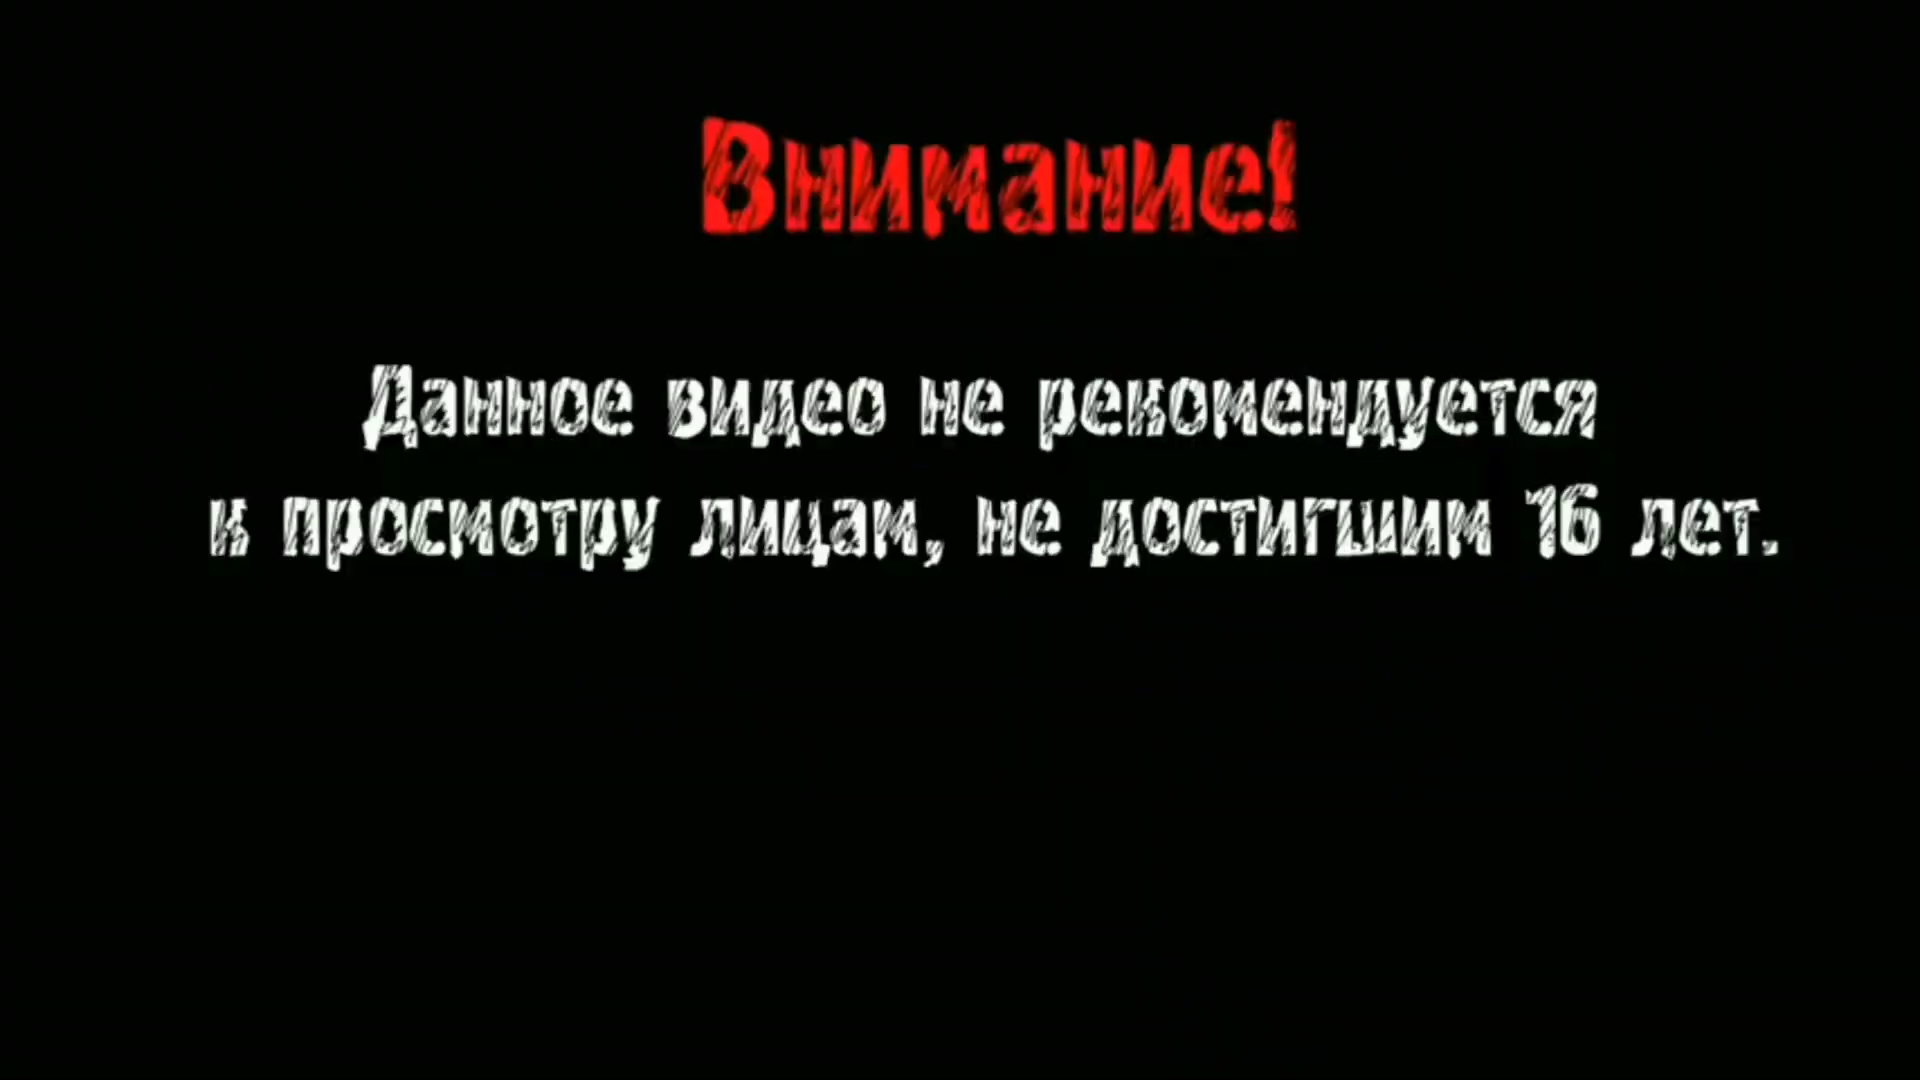 Внимание!
Данное видео не рекомендуется
к просмотру лицам, не достигшим 16 лет.